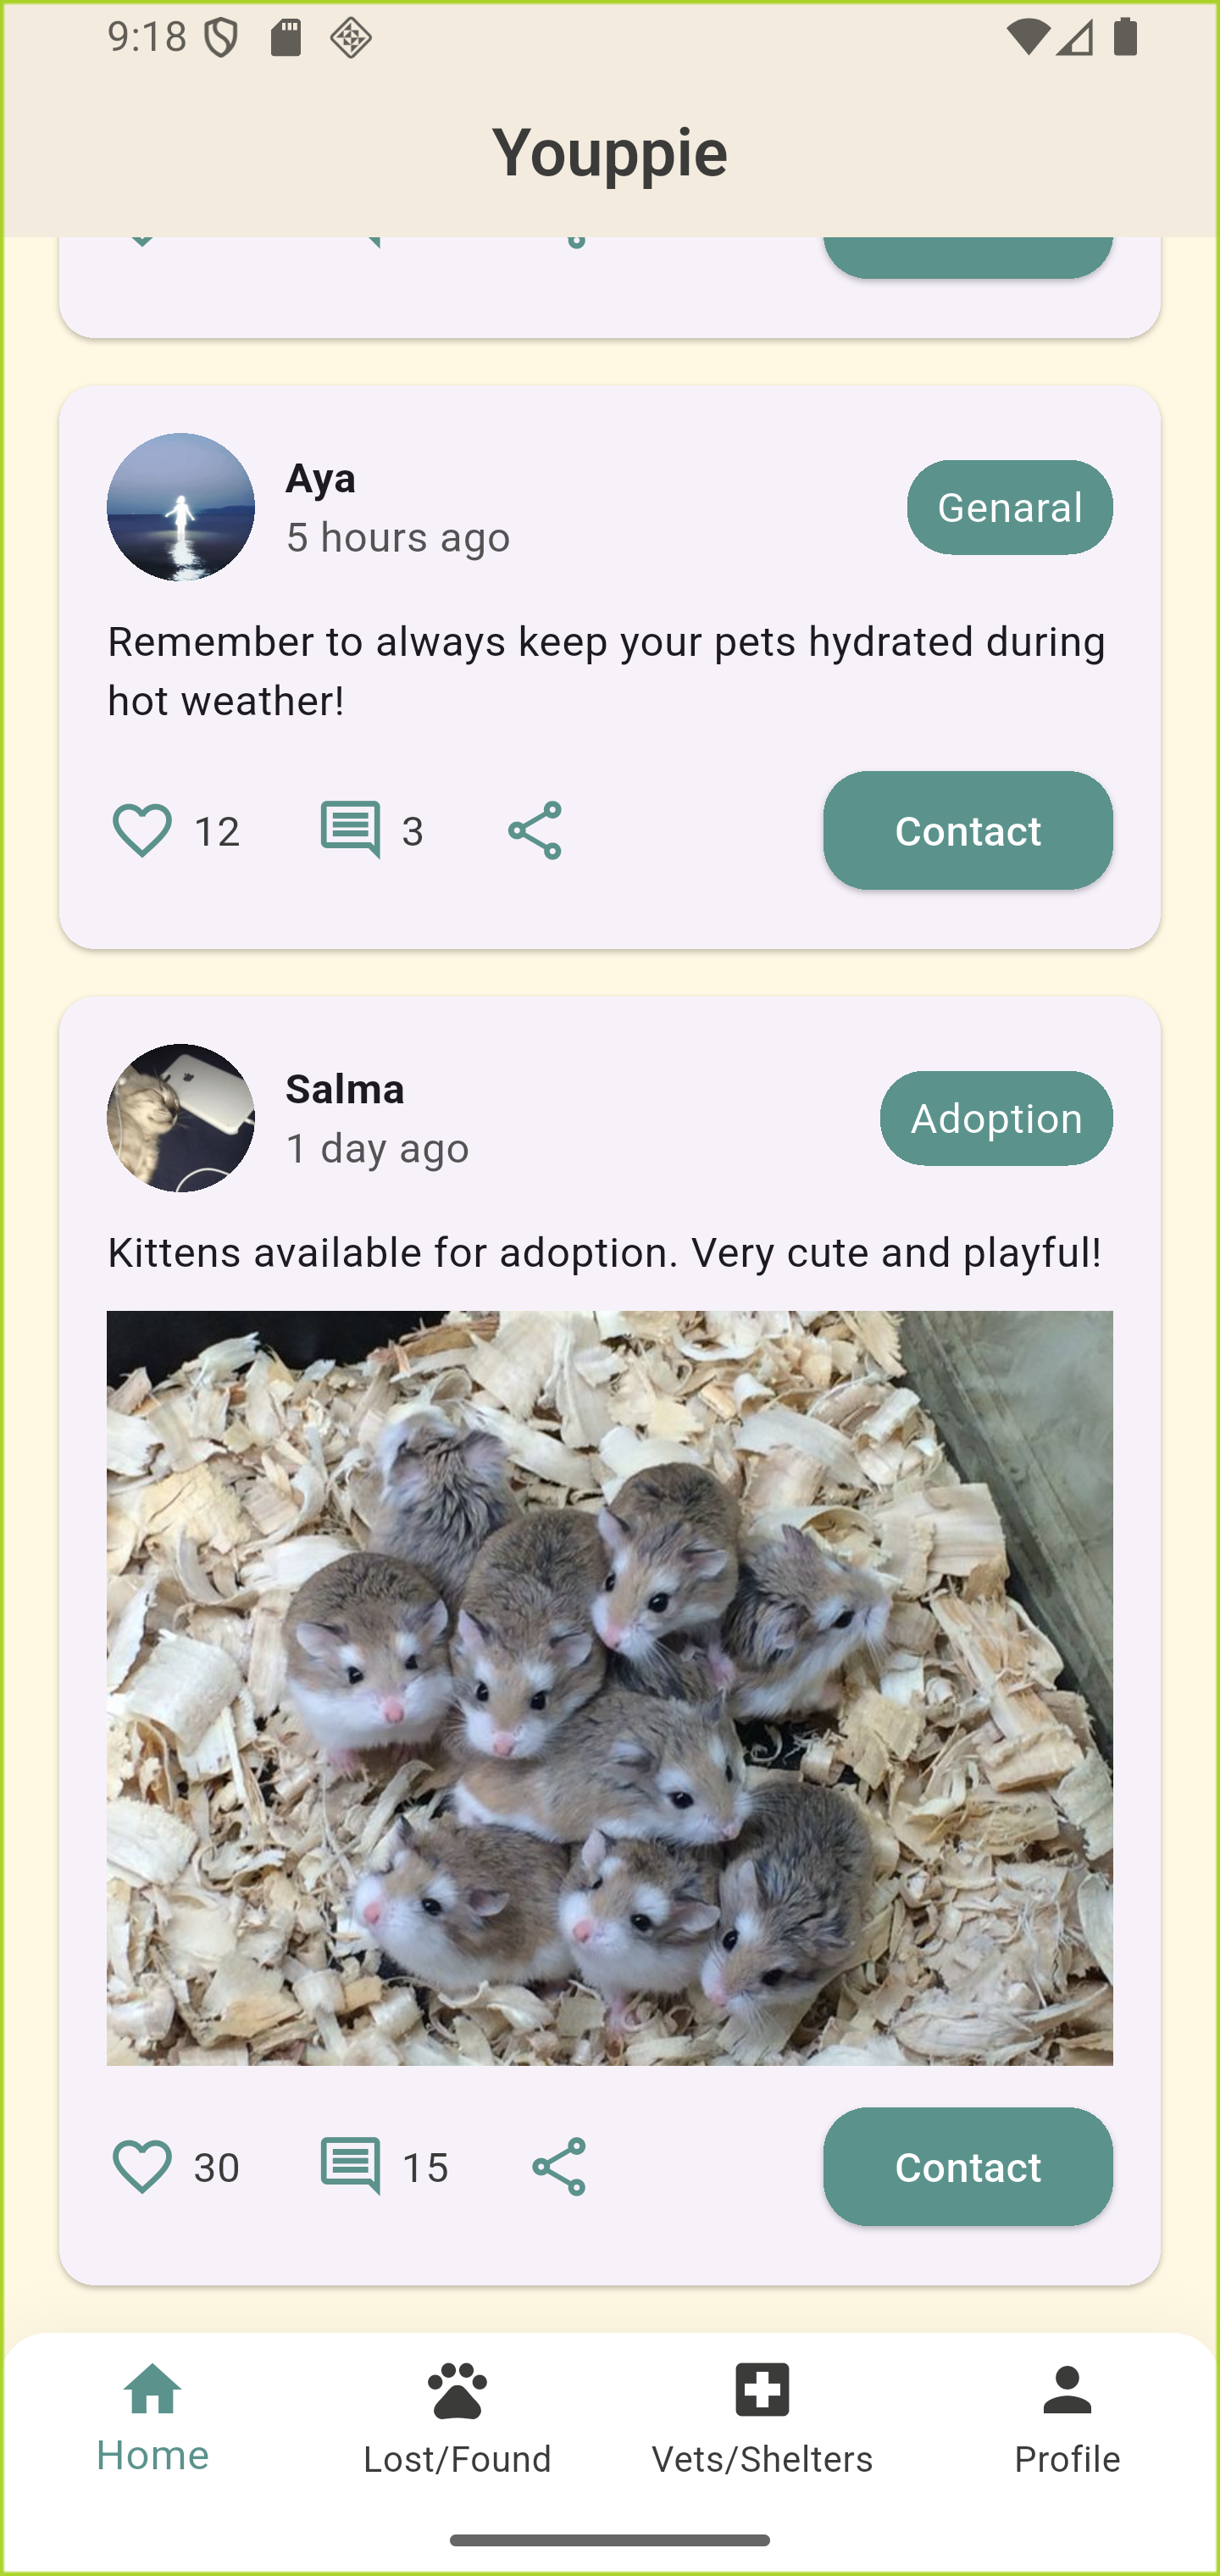 9:18
Youppie
Aya
5 hours ago
Genaral
Remember to always keep your pets hydrated during
hot weather!
12
3
Contact
Salma
1 day ago
Adoption
Kittens available for adoption. Very cute and playful!
30
15
Contact
Home
Lost/Found
Vets/Shelters
Profile